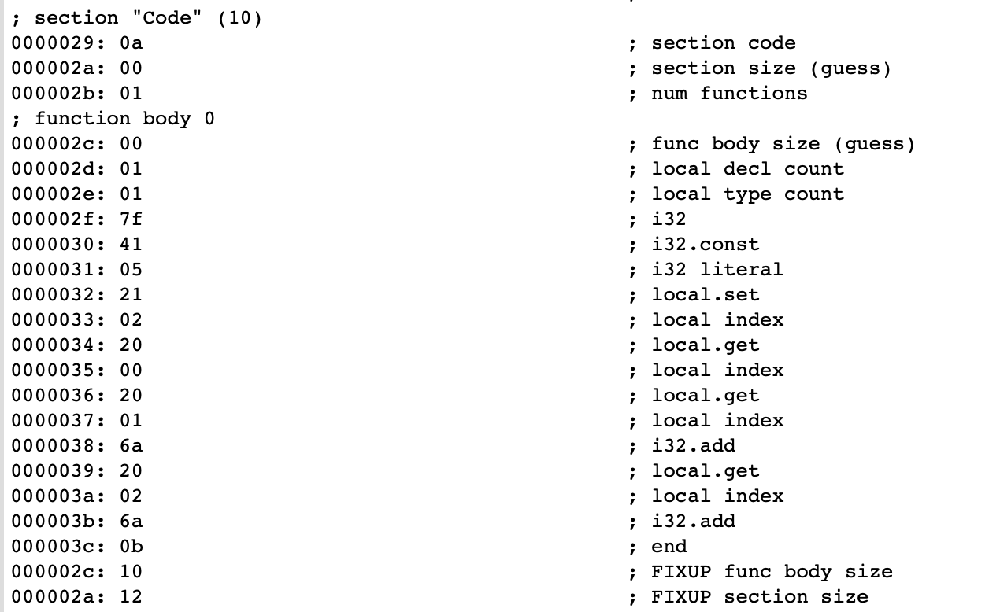 ; section "Code" (10)
0000029: 0a ; section code
000002a: 00 ; section size (guess)
000002b: 01 ; num functions
; function body 0
000002c: 00 ; func body size (guess)
000002d: 01 ; local decl count
000002e: 01 ; local type count
000002f: 7f ; i32
0000030: 41 ; i32.const
0000031: 05 ; i32 literal
0000032: 21 ; local.set
0000033: 02 ; local index
0000034: 20 ; local.get
0000035: 00 ; local index
0000036: 20 ; local.get
0000037: 01 ; local index
0000038: 6a ; i32.add
0000039: 20 ; local.get
000003a: 02 ; local index
000003b: 6a ; i32.add
000003c: 0b ; end
000002c: 10 ; FIXUP func body size
000002a: 12 ; FIXUP section size